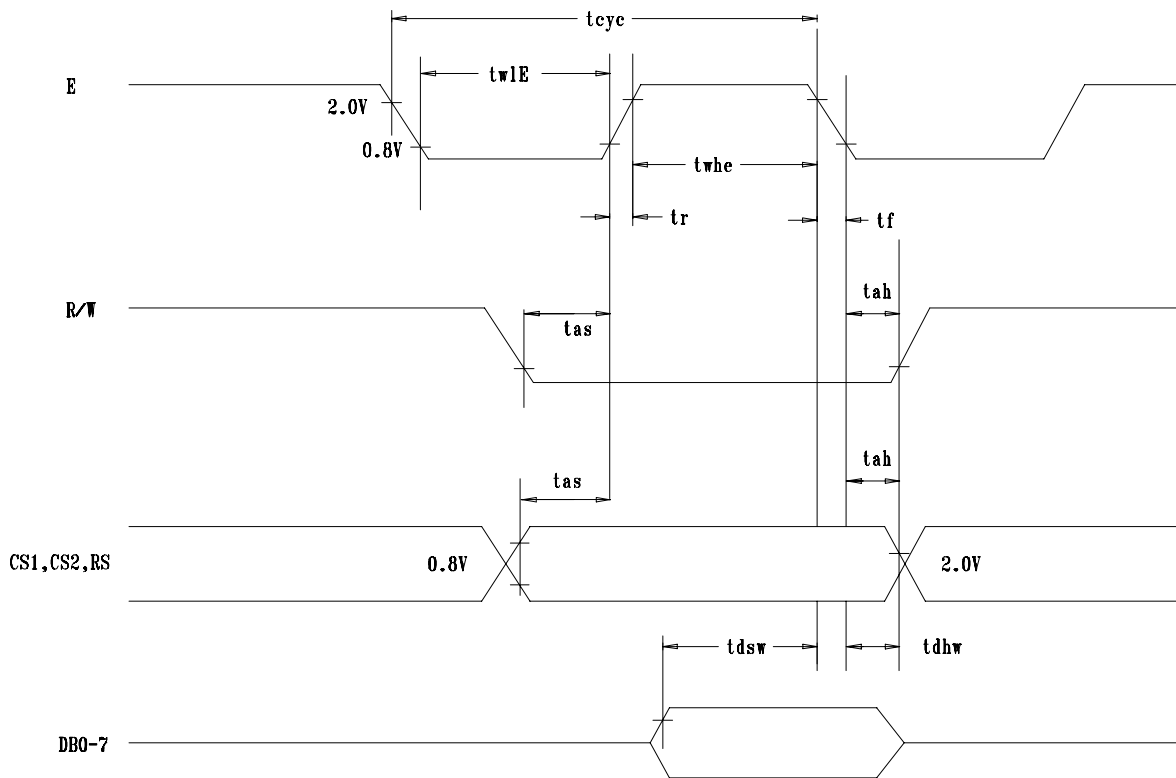 tcyc
twlE
E
2.0V
0.8V
twhe
tr
tf
R/W
tas
tah
tas
tah
CS1,CS2,RS
0.8V
2.0V
tdsw
tdhw
DB0-7